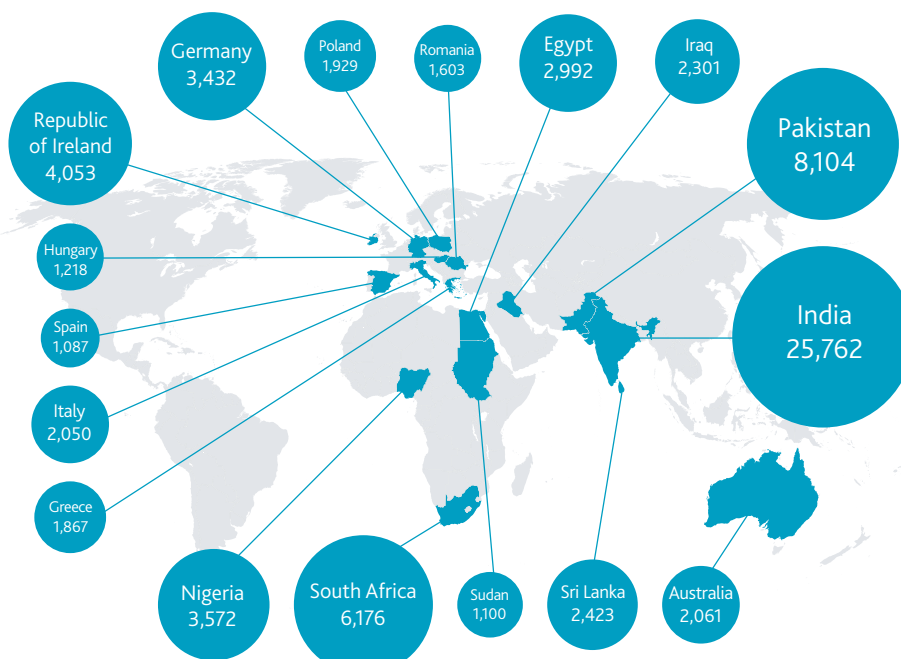 Germany
3,432
Poland
1,929
Romania
1,603
Egypt
2,992
Iraq
2,301
Republic
of Ireland
4,053
Pakistan
8,104
Hungary
1,218
Spain
1,087
India
25,762
Italy
2,050
Greece
1,867
Nigeria
3,572
South Africa
6,176
Sudan
1,100
Sri Lanka
2,423
Australia
2,061